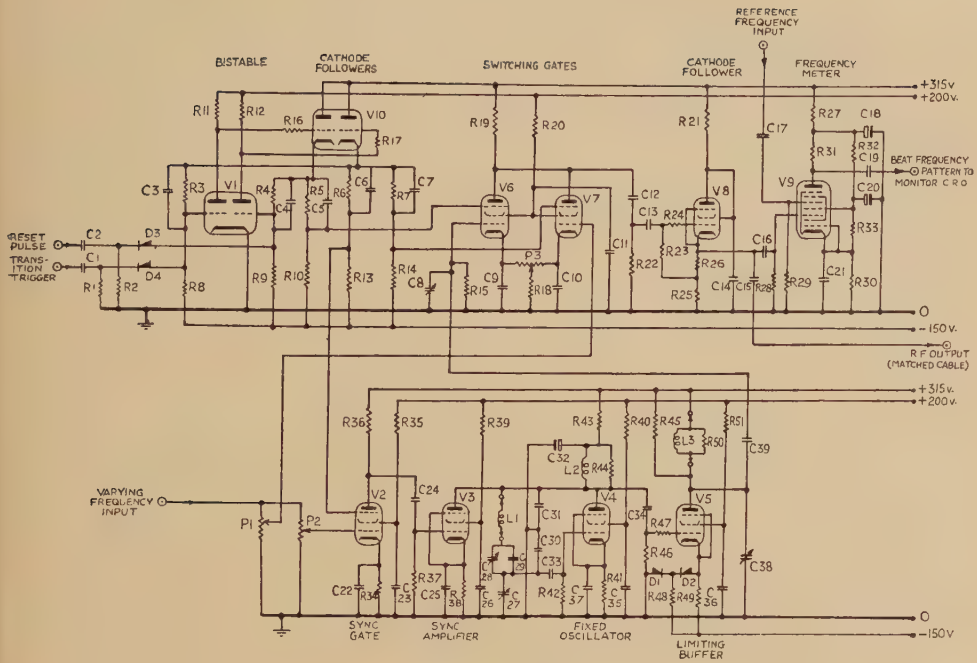 REFERENCE
FREQUENCY
INPUT
BISTABLE
CATHODE
FOLLOWERS
SWITCHING GATES
CATHODE
FOLLOWER
FREQUENCY
METER
+315V
+200V.
R11
R12
R16
V10
R17
R19
R20
R21
C17
R27
C18
R32
R31
C19
BEAT FREQUENCY
PATTERN TO
MONITOR C R O
C3
R3
V1
R4
C4
R5
C5
R6
C6
R7
C7
V6
V7
C12
C13
R24
V8
V9
C20
R33
RESET
PULSE
C2
D3
TRANS-
ITION
TRIGGER
C1
D4
R1
R2
R8
R9
R10
R13
R14
C8
R15
C9
P3
R18
C10
C11
R22
R23
R26
R25
C14
C15
C16
R28
R29
C21
R30
0
-150V.
R F OUTPUT
(MATCHED CABLE)
+315V
+200V.
R36
R35
R39
R43
R40
R45
L3
R50
R51
C39
C32
L2
R44
VARYING
FREQUENCY
INPUT
P1
P2
V2
C24
V3
L1
C31
C30
V4
C34
V5
R47
R46
C28
C29
C33
C38
C22
R34
C23
R37
C25
R38
C26
C27
R42
C37
R41
C35
D1
D2
R48
R49
C36
0
-150V
SYNC
GATE
SYNC
AMPLIFIER
FIXED
OSCILLATOR
LIMITING
BUFFER